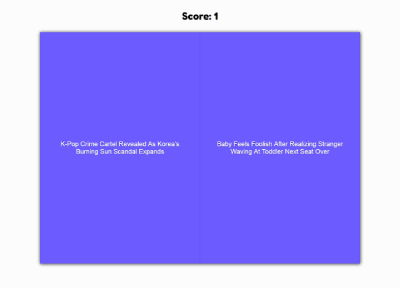 Score: 1
K-Pop Crime Cartel Revealed As Korea's
Burning Sun Scandal Expands
Baby Feels Foolish After Realizing Stranger
Waving At Toddler Next Seat Over